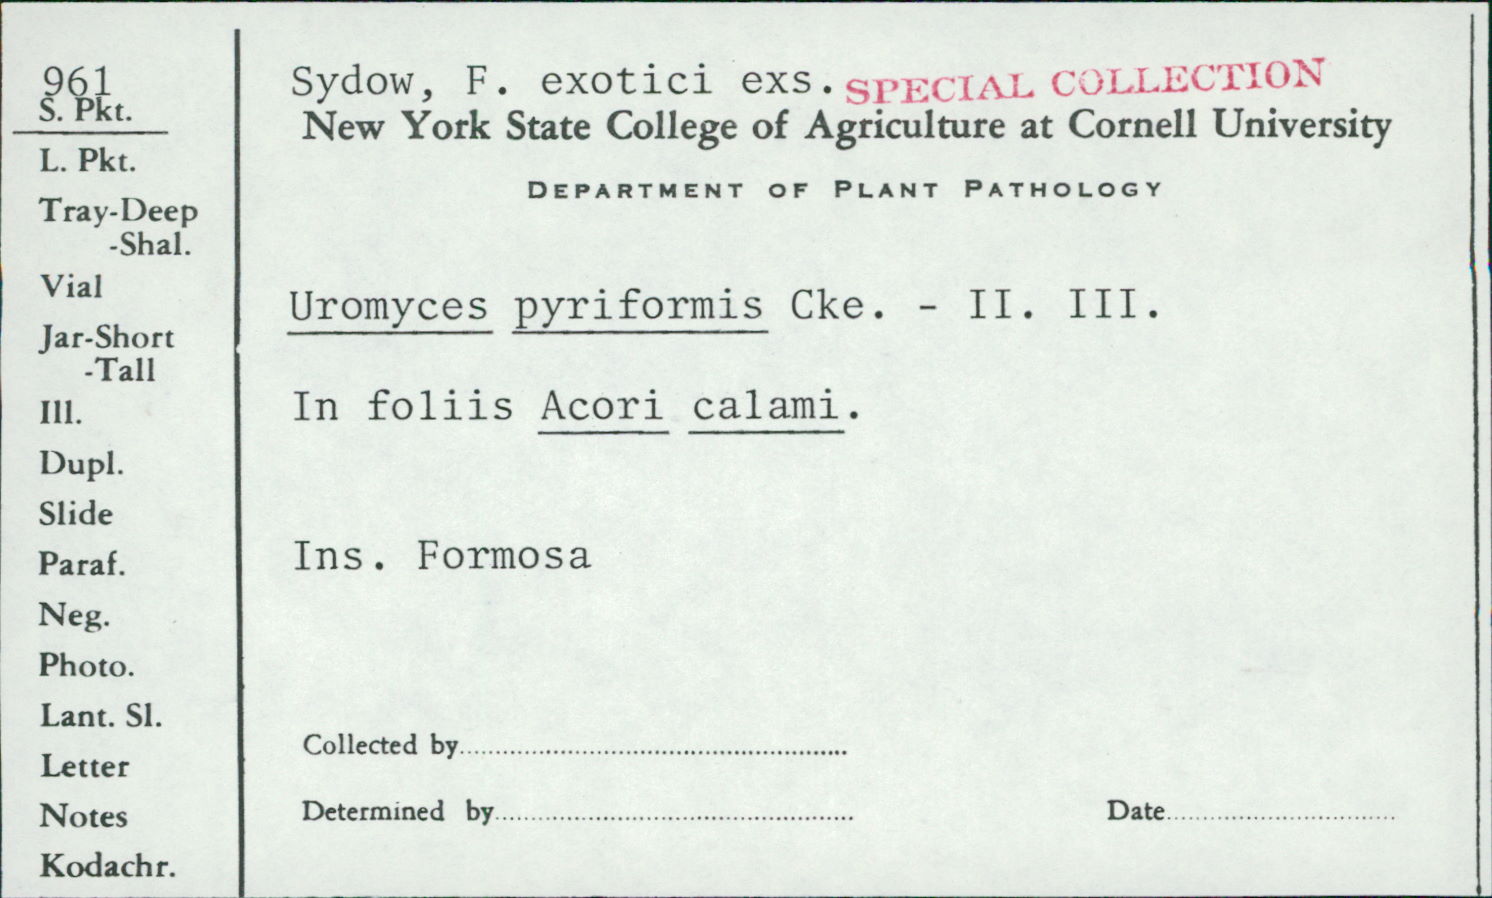 961
S. Pkt.
L. Pkt.
Tray-Deep
-Shal.
Vial
Jar-Short
-Tall
Ill.
Dupl.
Slide
Paraf.
Neg.
Photo.
Lant. Sl.
Letter
Notes
Kodachr.
Sydow, F. exotici exs. SPECIAL COLLECTION
New York State College of Agriculture at Cornell University
DEPARTMENT OF PLANT PATHOLOGY
Uromyces pyriformis Cke. - II. III.
In foliis Acori calami.
Ins. Formosa
Collected by
Determined by Date